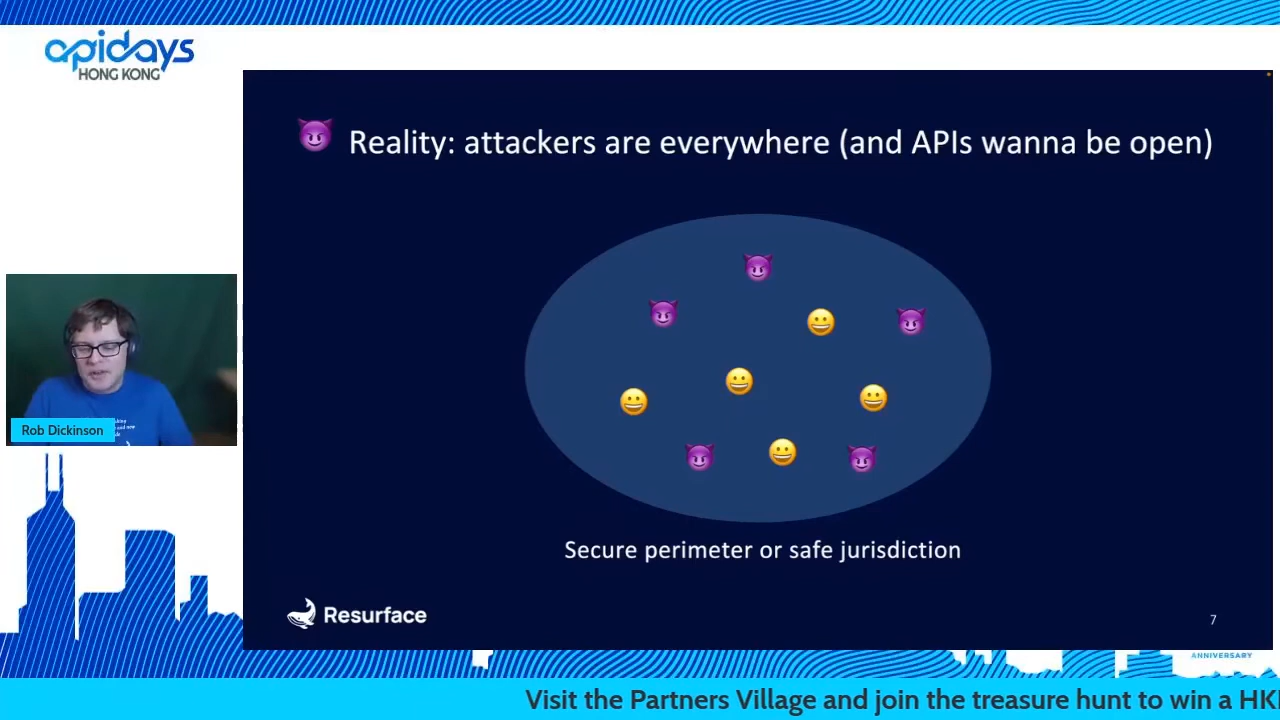 apidays
HONG KONG
Reality: attackers are everywhere (and APIs wanna be open)
Rob Dickinson
Secure perimeter or safe jurisdiction
Resurface
7
ANNIVERSARY
Visit the Partners Village and join the treasure hunt to win a